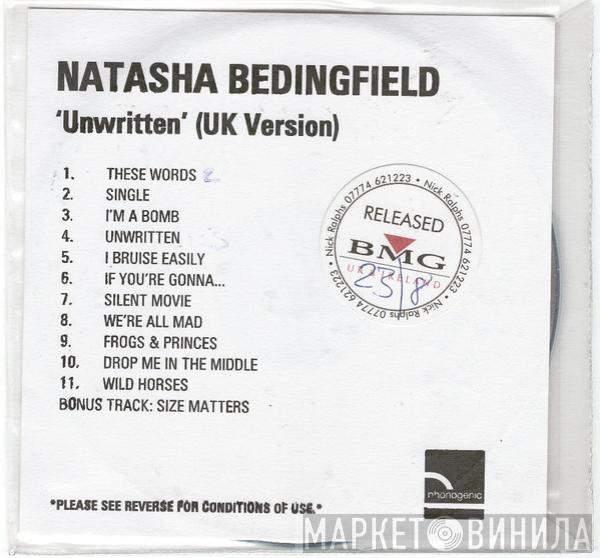 NATASHA BEDINGFIELD
'Unwritten' (UK Version)
1. THESE WORDS
2. SINGLE
3. I'M A BOMB
4. UNWRITTEN
5. I BRUISE EASILY
6. IF YOU'RE GONNA...
7. SILENT MOVIE
8. WE'RE ALL MAD
9. FROGS & PRINCES
10. DROP ME IN THE MIDDLE
11. WILD HORSES
BONUS TRACK: SIZE MATTERS
• Nick Ralphs 07774 621223 • Nick Ralphs 07774 621223 • Nick Ralphs 07774 621223
RELEASED
BMG
UK & IRELAND
23/8
phonogenic
*PLEASE SEE REVERSE FOR CONDITIONS OF USE.*
МАРКЕТ ВИНИЛА